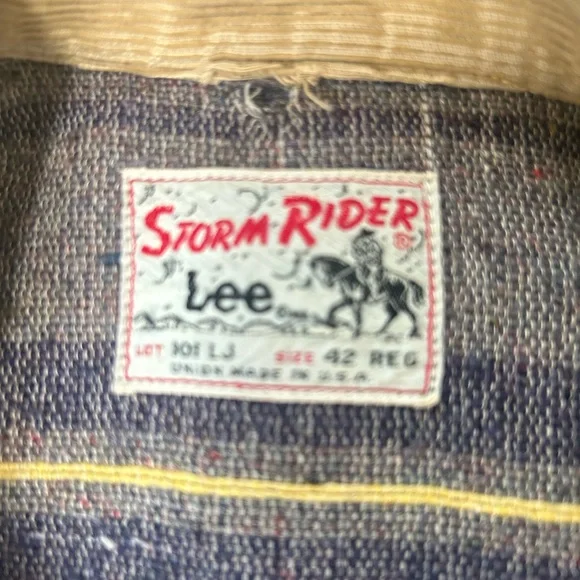 STORM RIDER ®
Lee
LOT 101 LJ SIZE 42 REG
UNION MADE IN U.S.A.